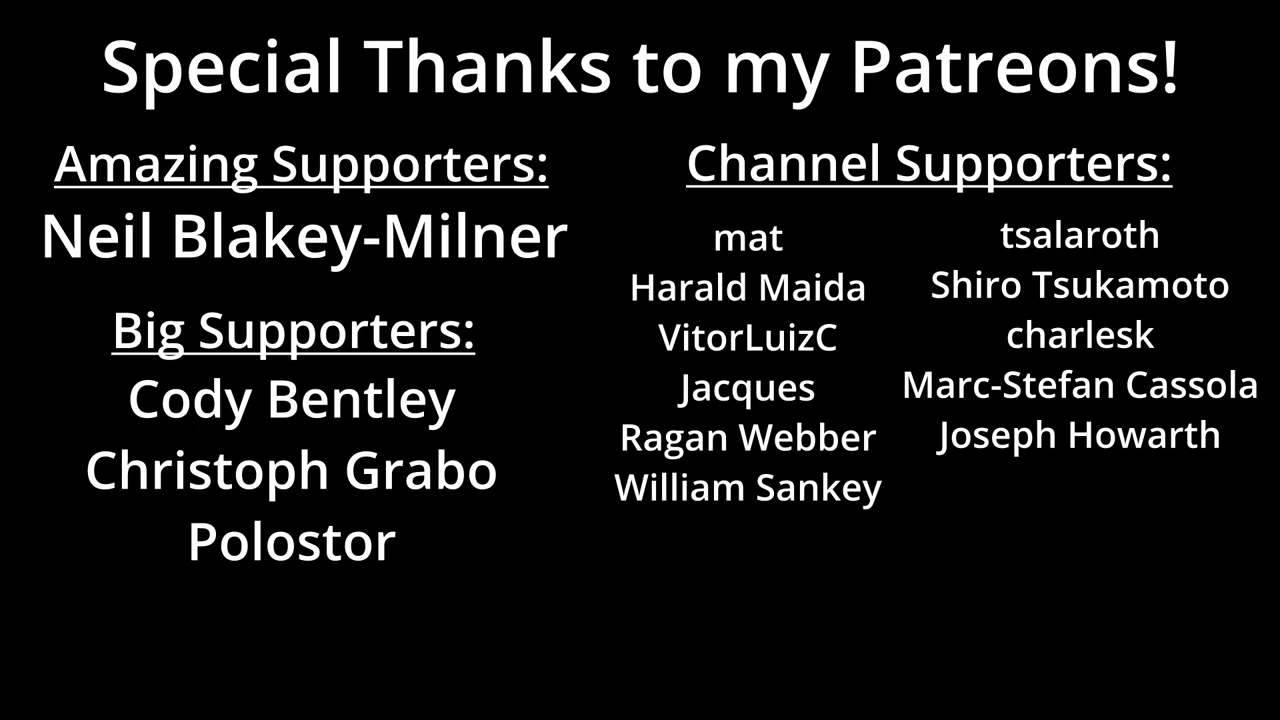 Special Thanks to my Patreons!
Amazing Supporters:
Neil Blakey-Milner
Big Supporters:
Cody Bentley
Christoph Grabo
Polostor
Channel Supporters:
mat
Harald Maida
VitorLuizC
Jacques
Ragan Webber
William Sankey
tsalaroth
Shiro Tsukamoto
charlesk
Marc-Stefan Cassola
Joseph Howarth